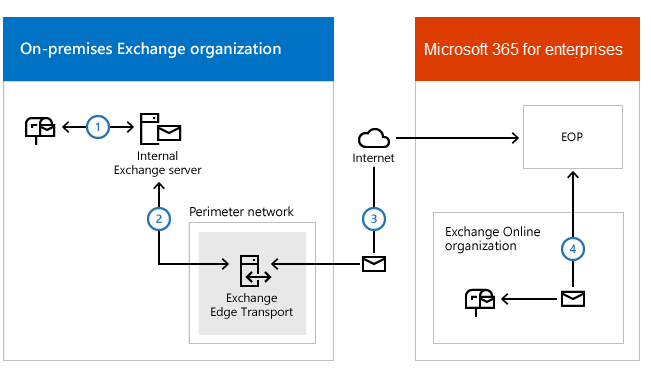 On-premises Exchange organization
Microsoft 365 for enterprises
1
Internal
Exchange server
Internet
EOP
2
Perimeter network
3
Exchange Online
organization
4
Exchange
Edge Transport